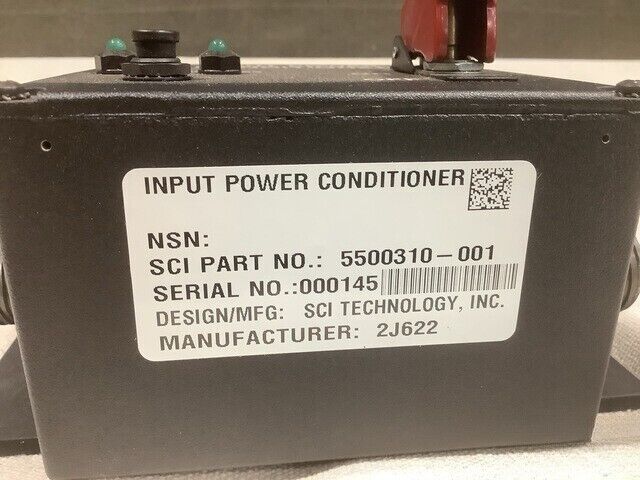 INPUT POWER CONDITIONER
NSN:
SCI PART NO.: 5500310-001
SERIAL NO.:000145
DESIGN/MFG: SCI TECHNOLOGY, INC.
MANUFACTURER: 2J622